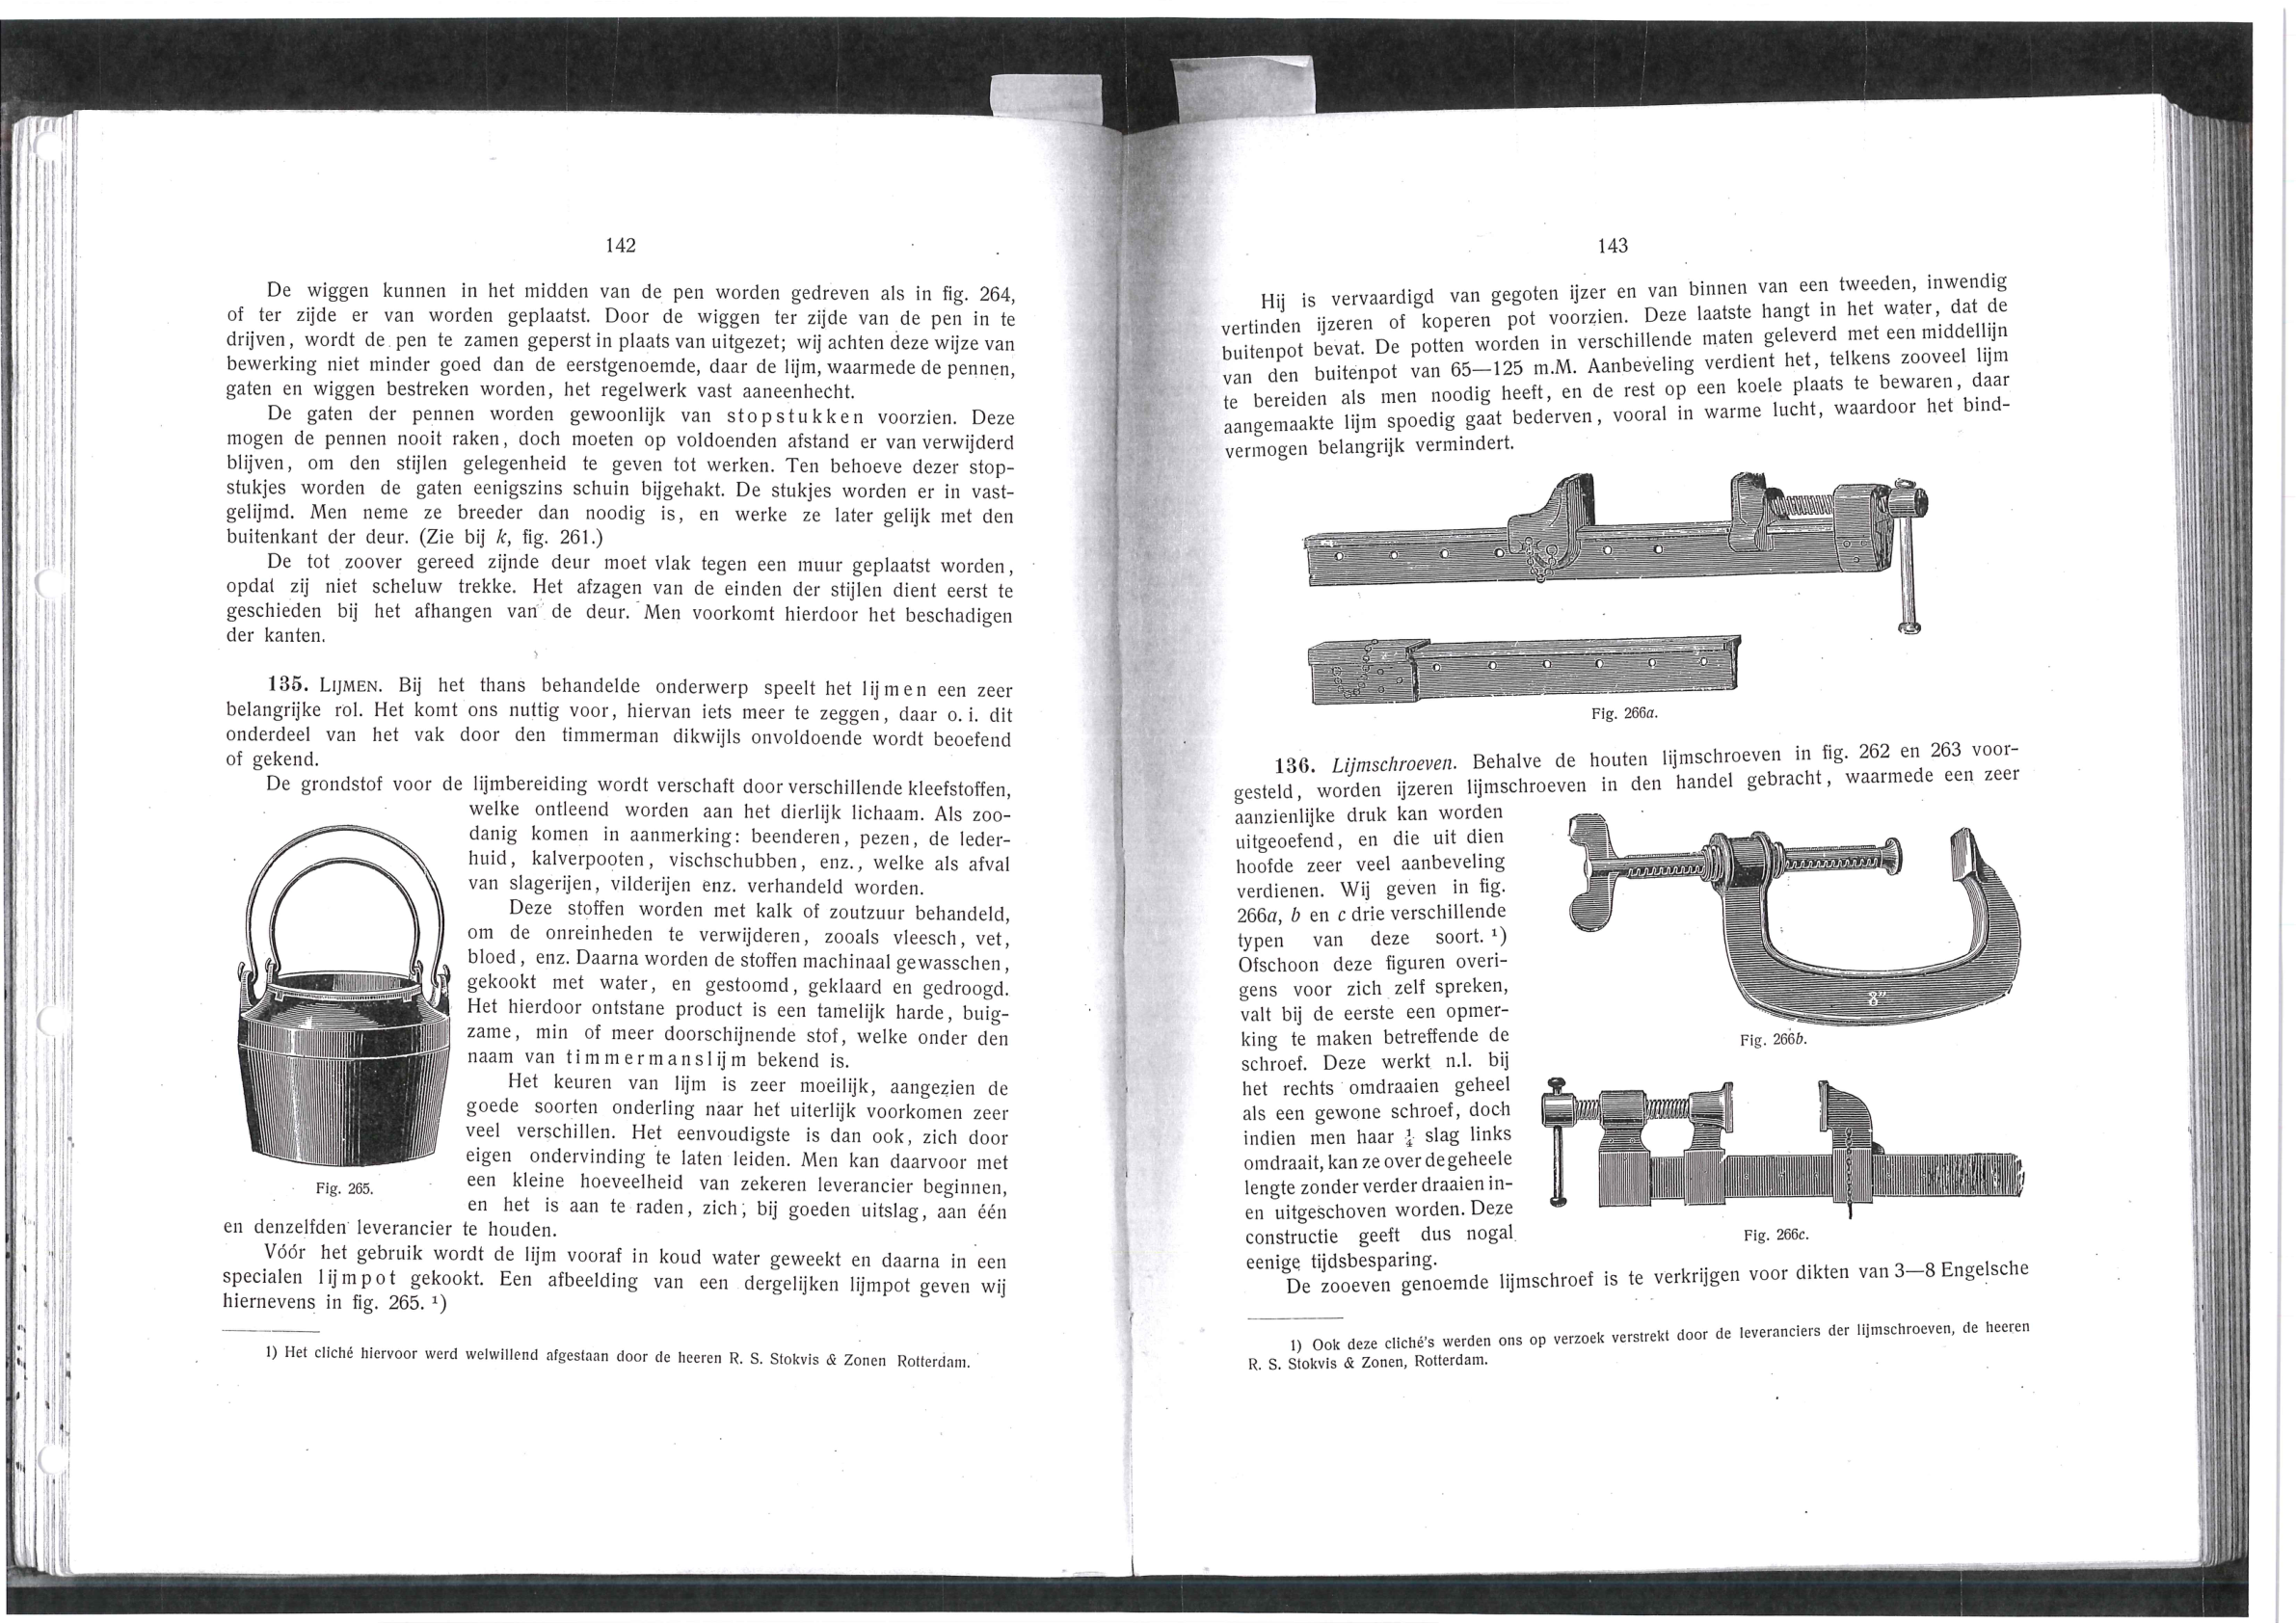 142
De wiggen kunnen in het midden van de pen worden gedreven als in fig. 264,
of ter zijde er van worden geplaatst. Door de wiggen ter zijde van de pen in te
drijven, wordt de pen te zamen geperst in plaats van uitgezet; wij achten deze wijze van
bewerking niet minder goed dan de eerstgenoemde, daar de lijm, waarmede de pennen,
gaten en wiggen bestreken worden, het regelwerk vast aaneenhecht.
De gaten der pennen worden gewoonlijk van stopstukken voorzien. Deze
mogen de pennen nooit raken, doch moeten op voldoenden afstand er van verwijderd
blijven, om den stijlen gelegenheid te geven tot werken. Ten behoeve dezer stop-
stukjes worden de gaten eenigszins schuin bijgehakt. De stukjes worden er in vast-
gelijmd. Men neme ze breeder dan noodig is, en werke ze later gelijk met den
buitenkant der deur. (Zie bij k, fig. 261.)
De tot zoover gereed zijnde deur moet vlak tegen een muur geplaatst worden,
opdat zij niet scheluw trekke. Het afzagen van de einden der stijlen dient eerst te
geschieden bij het afhangen van de deur. Men voorkomt hierdoor het beschadigen
der kanten.
135. LIJMEN. Bij het thans behandelde onderwerp speelt het lijmen een zeer
belangrijke rol. Het komt ons nuttig voor, hiervan iets meer te zeggen, daar o. i. dit
onderdeel van het vak door den timmerman dikwijls onvoldoende wordt beoefend
of gekend.
De grondstof voor de lijmbereiding wordt verschaft door verschillende kleefstoffen,
welke ontleend worden aan het dierlijk lichaam. Als zoo-
danig komen in aanmerking: beenderen, pezen, de leder-
huid, kalverpooten, vischschubben, enz., welke als afval
van slagerijen, vilderijen enz. verhandeld worden.
Deze stoffen worden met kalk of zoutzuur behandeld,
om de onreinheden te verwijderen, zooals vleesch, vet,
bloed, enz. Daarna worden de stoffen machinaal gewasschen,
gekookt met water, en gestoomd, geklaard en gedroogd.
Het hierdoor ontstane product is een tamelijk harde, buig-
zame, min of meer doorschijnende stof, welke onder den
naam van timmermanslijm bekend is.
Het keuren van lijm is zeer moeilijk, aangezien de
goede soorten onderling naar het uiterlijk voorkomen zeer
veel verschillen. Het eenvoudigste is dan ook, zich door
eigen ondervinding te laten leiden. Men kan daarvoor met
een kleine hoeveelheid van zekeren leverancier beginnen,
en het is aan te raden, zich, bij goeden uitslag, aan één
en denzelfden leverancier te houden.
Fig. 265.
Vóór het gebruik wordt de lijm vooraf in koud water geweekt en daarna in een
specialen lijmpot gekookt. Een afbeelding van een dergelijken lijmpot geven wij
hiernevens in fig. 265. ¹)
1) Het cliché hiervoor werd welwillend afgestaan door de heeren R. S. Stokvis & Zonen Rotterdam.
143
Hij is vervaardigd van gegoten ijzer en van binnen van een tweeden, inwendig
vertinden ijzeren of koperen pot voorzien. Deze laatste hangt in het water, dat de
buitenpot bevat. De potten worden in verschillende maten geleverd met een middellijn
van den buitenpot van 65—125 m.M. Aanbeveling verdient het, telkens zooveel lijm
te bereiden als men noodig heeft, en de rest op een koele plaats te bewaren, daar
aangemaakte lijm spoedig gaat bederven, vooral in warme lucht, waardoor het bind-
vermogen belangrijk vermindert.
Fig. 266a.
136. Lijmschroeven. Behalve de houten lijmschroeven in fig. 262 en 263 voor-
gesteld, worden ijzeren lijmschroeven in den handel gebracht, waarmede een zeer
aanzienlijke druk kan worden
uitgeoefend, en die uit dien
hoofde zeer veel aanbeveling
verdienen. Wij geven in fig.
266a, b en c drie verschillende
typen van deze soort. ¹)
Ofschoon deze figuren overi-
gens voor zich zelf spreken,
valt bij de eerste een opmer-
king te maken betreffende de
schroef. Deze werkt n.l. bij
het rechts omdraaien geheel
als een gewone schroef, doch
indien men haar ¼ slag links
omdraait, kan ze over de geheele
lengte zonder verder draaien in-
en uitgeschoven worden. Deze
constructie geeft dus nogal
eenige tijdsbesparing.
8"
Fig. 266b.
Fig. 266c.
De zooeven genoemde lijmschroef is te verkrijgen voor dikten van 3—8 Engelsche
1) Ook deze cliché's werden ons op verzoek verstrekt door de leveranciers der lijmschroeven, de heeren
R. S. Stokvis & Zonen, Rotterdam.